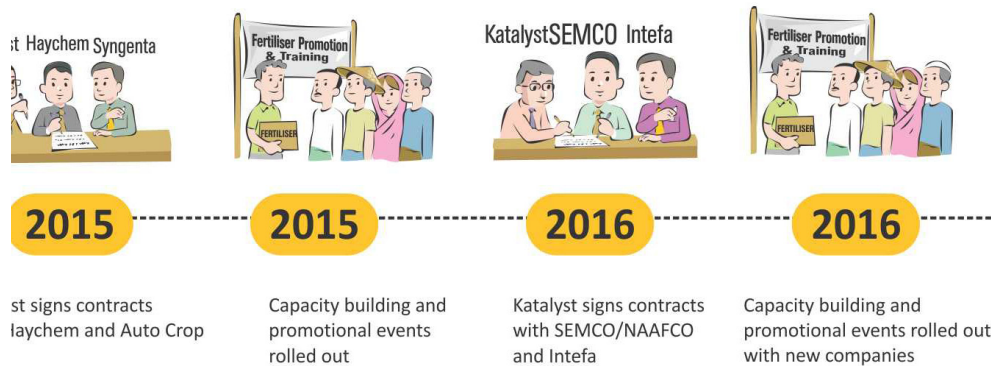 st Haychem Syngenta
Fertiliser Promotion
& Training
FERTILISER
KatalystSEMCO Intefa
Fertiliser Promotion
& Training
FERTILISER
2015
2015
2016
2016
st signs contracts
Haychem and Auto Crop
Capacity building and
promotional events
rolled out
Katalyst signs contracts
with SEMCO/NAAFCO
and Intefa
Capacity building and
promotional events rolled out
with new companies